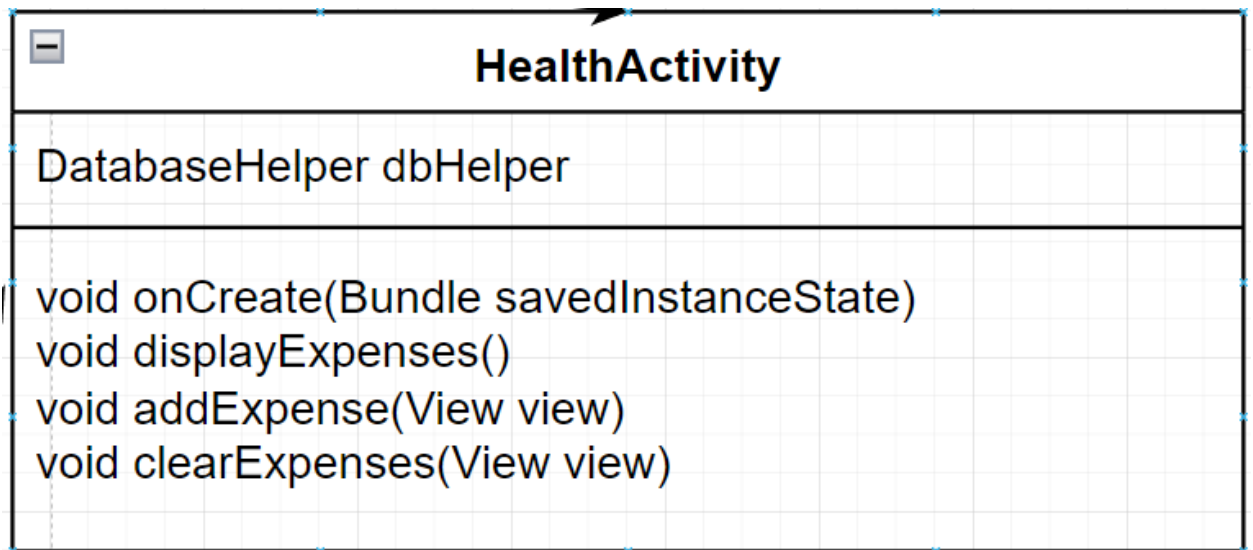 HealthActivity
DatabaseHelper dbHelper
void onCreate(Bundle savedInstanceState)
void displayExpenses()
void addExpense(View view)
void clearExpenses(View view)